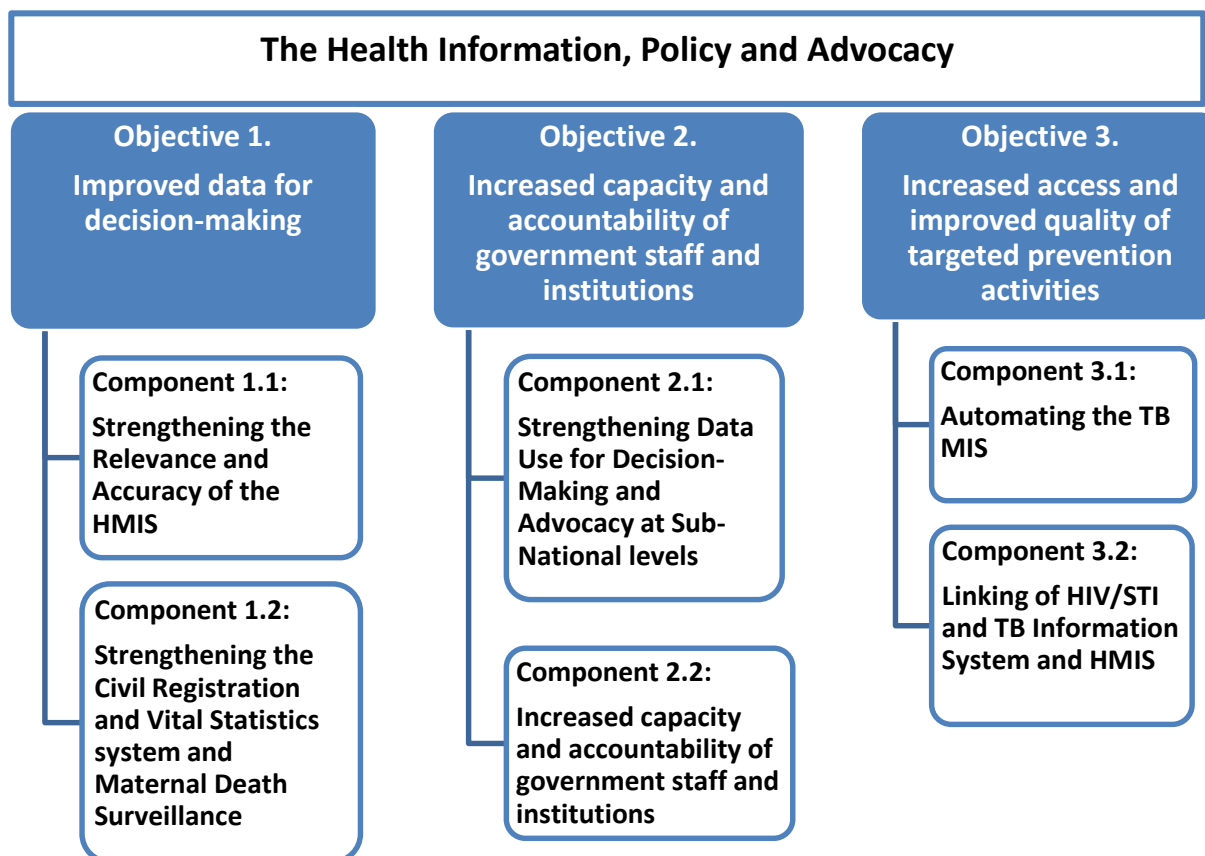 The Health Information, Policy and Advocacy
Objective 1.
Improved data for
decision-making
Component 1.1:
Strengthening the
Relevance and
Accuracy of the
HMIS
Component 1.2:
Strengthening the
Civil Registration
and Vital Statistics
system and
Maternal Death
Surveillance
Objective 2.
Increased capacity and
accountability of
government staff and
institutions
Component 2.1:
Strengthening Data
Use for Decision-
Making and
Advocacy at Sub-
National levels
Component 2.2:
Increased capacity
and accountability of
government staff and
institutions
Objective 3.
Increased access and
improved quality of
targeted prevention
activities
Component 3.1:
Automating the TB
MIS
Component 3.2:
Linking of HIV/STI
and TB Information
System and HMIS